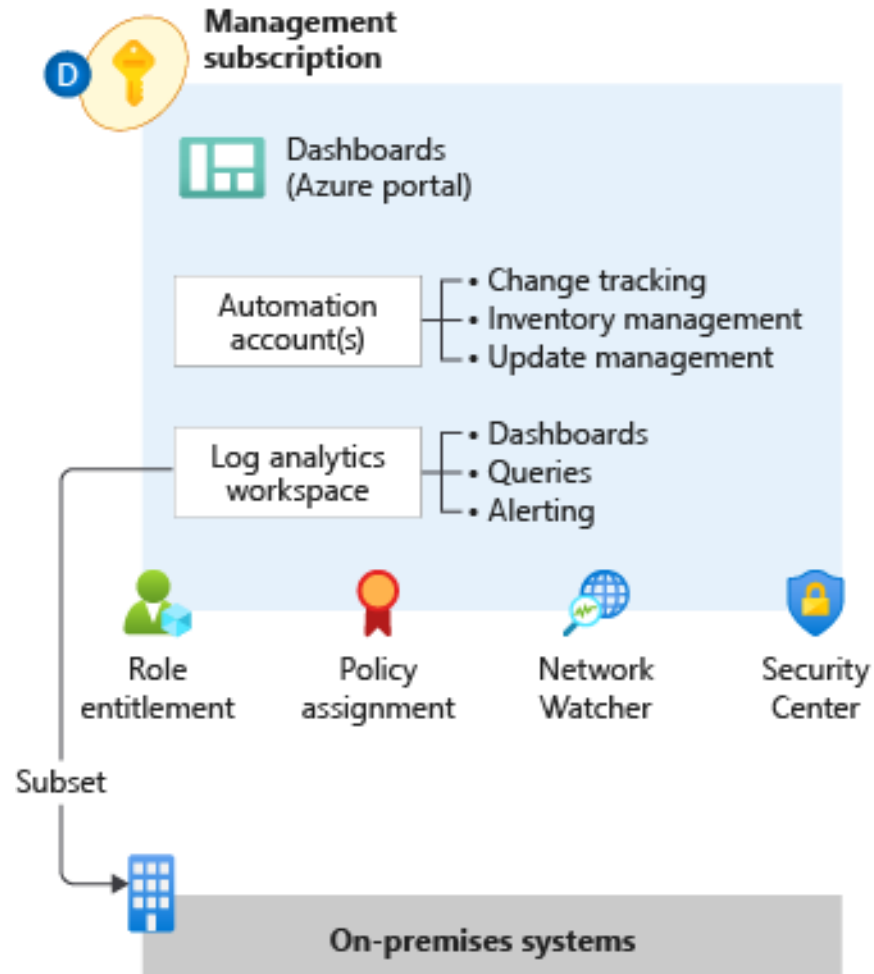 Management
subscription
D
Dashboards
(Azure portal)
Automation
account(s)
• Change tracking
• Inventory management
• Update management
Log analytics
workspace
• Dashboards
• Queries
• Alerting
Role
entitlement
Policy
assignment
Network
Watcher
Security
Center
Subset
On-premises systems